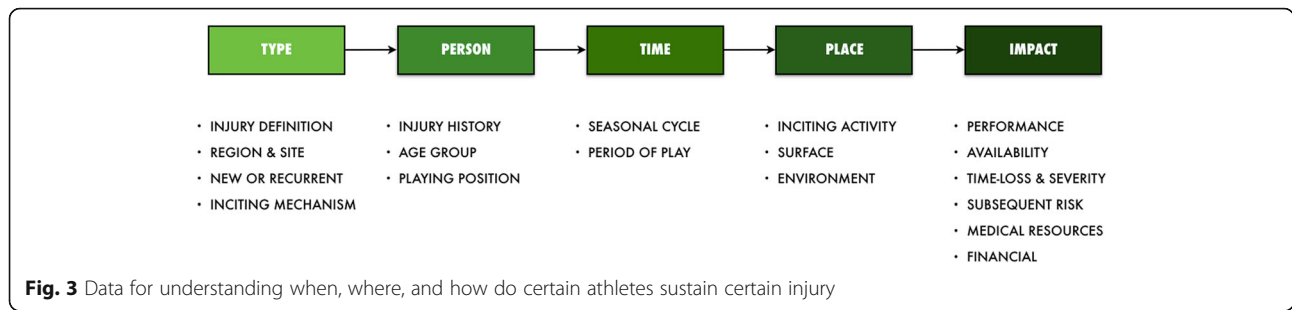 TYPE
PERSON
TIME
PLACE
IMPACT
• INJURY DEFINITION
• REGION & SITE
• NEW OR RECURRENT
• INCITING MECHANISM
• INJURY HISTORY
• AGE GROUP
• PLAYING POSITION
• SEASONAL CYCLE
• PERIOD OF PLAY
• INCITING ACTIVITY
• SURFACE
• ENVIRONMENT
• PERFORMANCE
• AVAILABILITY
• TIME-LOSS & SEVERITY
• SUBSEQUENT RISK
• MEDICAL RESOURCES
• FINANCIAL
Fig. 3 Data for understanding when, where, and how do certain athletes sustain certain injury